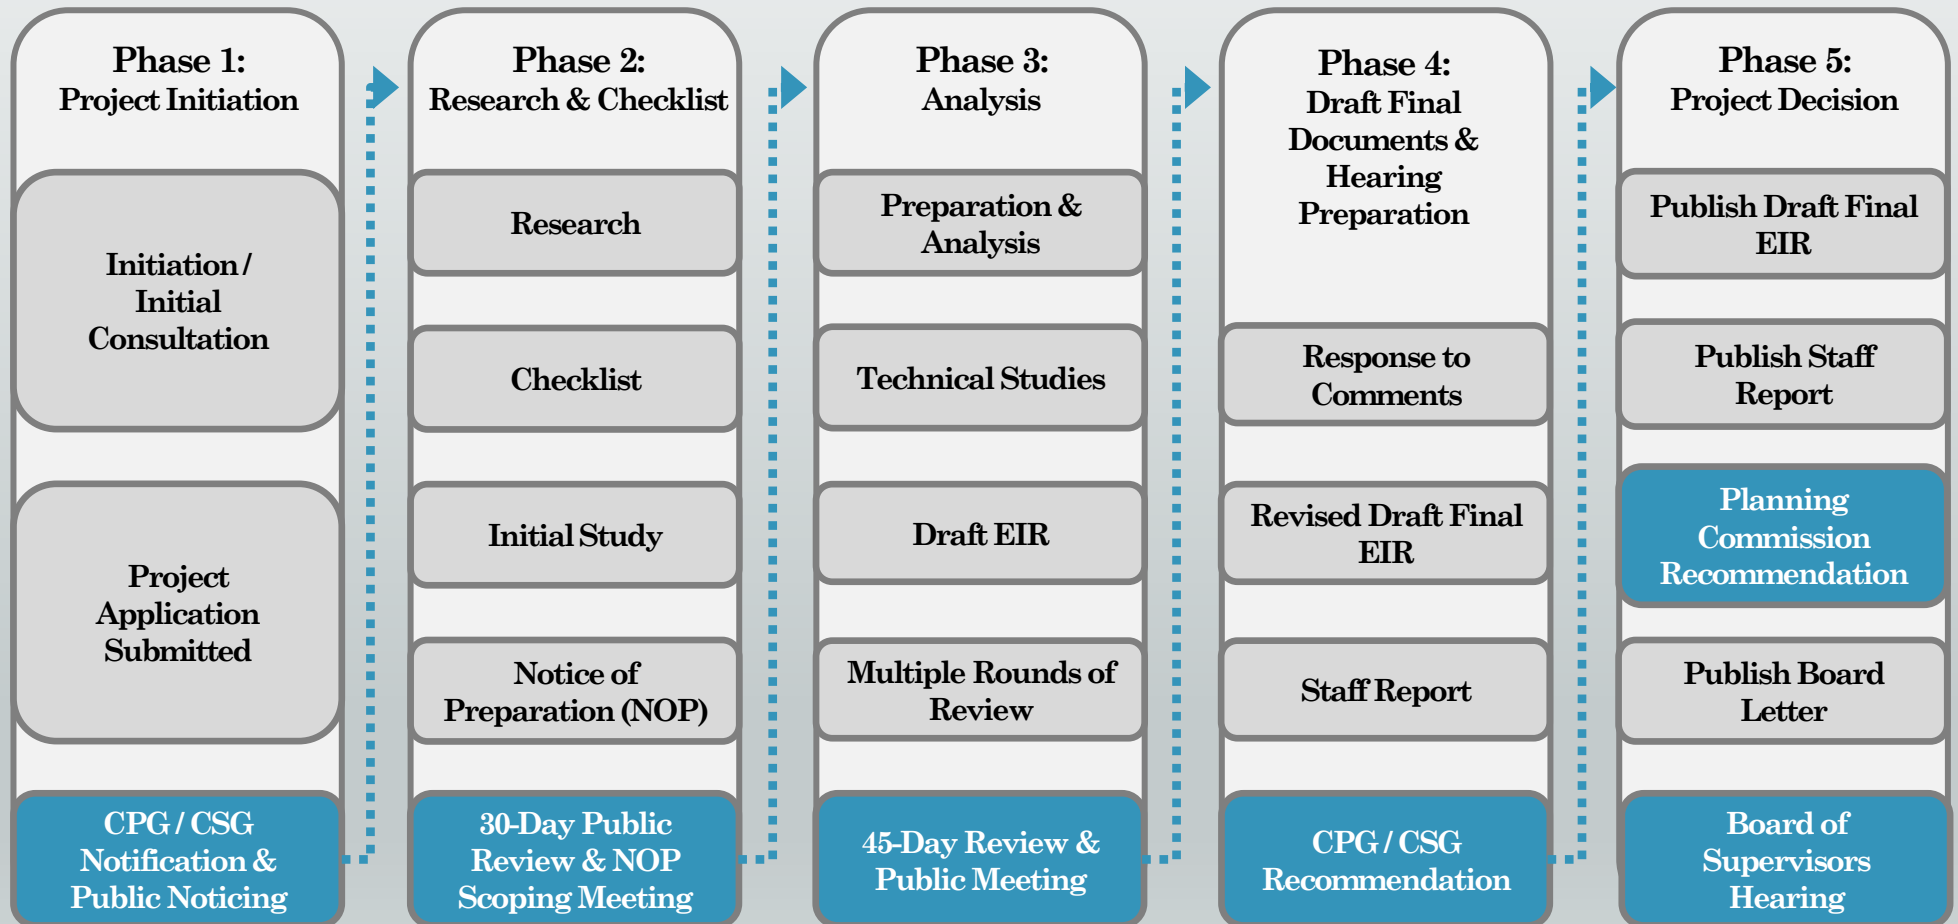 Phase 1:
Project Initiation
Initiation /
Initial
Consultation
Project
Application
Submitted
CPG / CSG
Notification &
Public Noticing
Phase 2:
Research & Checklist
Research
Checklist
Initial Study
Notice of
Preparation (NOP)
30-Day Public
Review & NOP
Scoping Meeting
Phase 3:
Analysis
Preparation &
Analysis
Technical Studies
Draft EIR
Multiple Rounds of
Review
45-Day Review &
Public Meeting
Phase 4:
Draft Final
Documents &
Hearing
Preparation
Response to
Comments
Revised Draft Final
EIR
Staff Report
CPG / CSG
Recommendation
Phase 5:
Project Decision
Publish Draft Final
EIR
Publish Staff
Report
Planning
Commission
Recommendation
Publish Board
Letter
Board of
Supervisors
Hearing